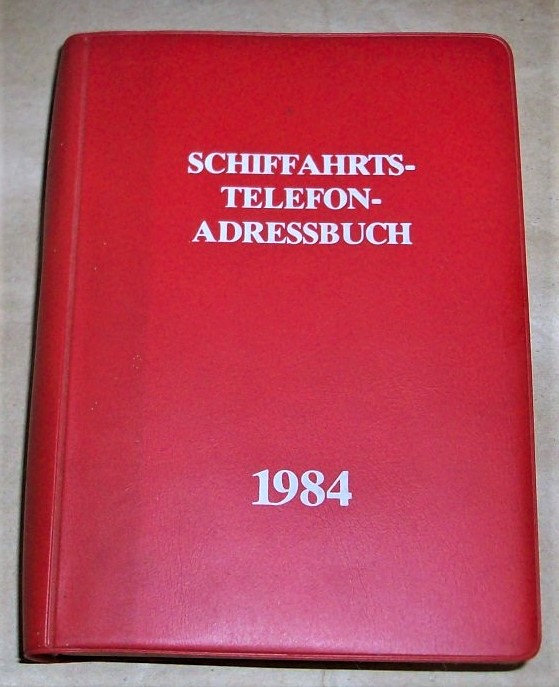 SCHIFFAHRTS-
TELEFON-
ADRESSBUCH
1984